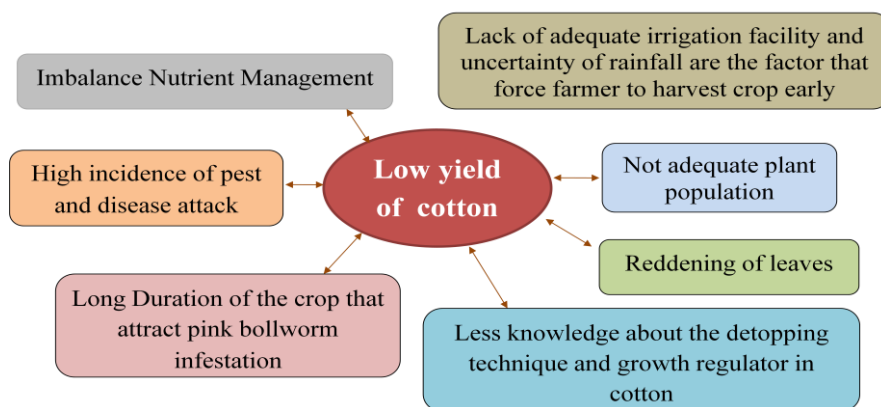 Lack of adequate irrigation facility and
uncertainty of rainfall are the factor that
force farmer to harvest crop early
Imbalance Nutrient Management
Low yield
of cotton
High incidence of pest
and disease attack
Not adequate plant
population
Reddening of leaves
Long Duration of the crop that
attract pink bollworm
infestation
Less knowledge about the detopping
technique and growth regulator in
cotton